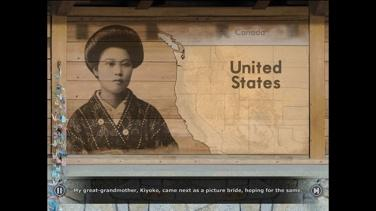 Canada
United
States
My great-grandmother, Kiyoko, came next as a picture bride, hoping for the same.